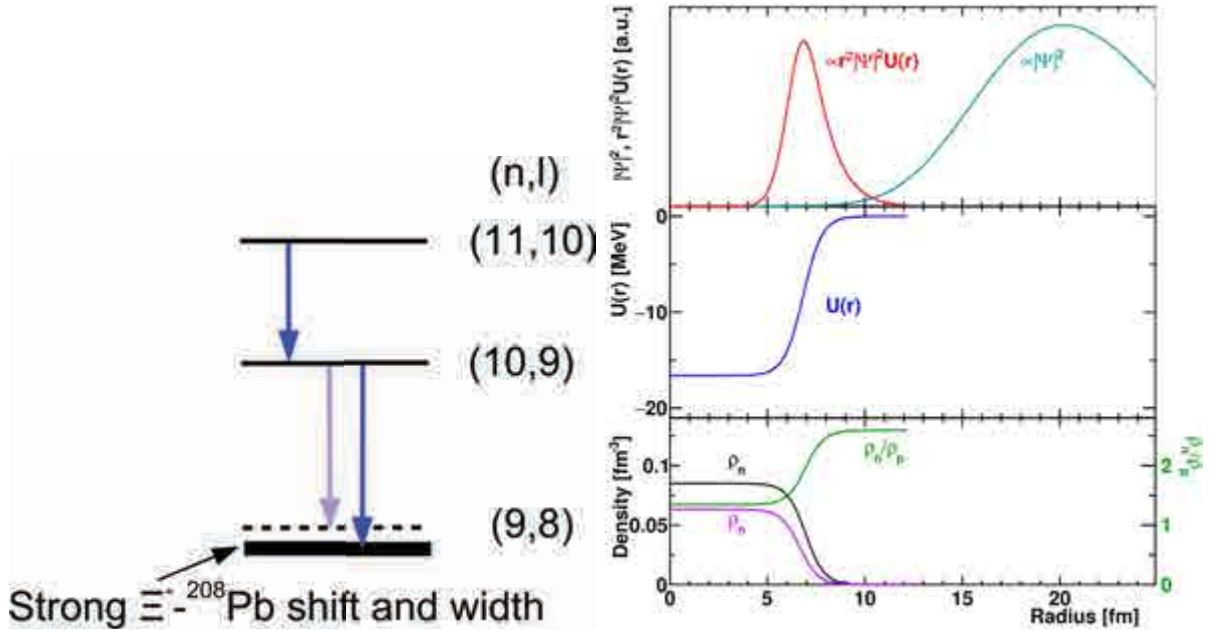 (n,l)
(11,10)
(10,9)
(9,8)
Strong Ξ⁻-²⁰⁸Pb shift and width
|Ψ|², r²|Ψ|²U(r) [a.u.]
∝r²|Ψ|²U(r)
∝|Ψ|²
U(r) [MeV]
0
−10
−20
U(r)
Density [fm³]
0.1
0.05
0
ρₙ
ρₙ
ρₙ/ρₚ
ρₙ/ρₚ
2
1
0
0 5 10 15 20
Radius [fm]